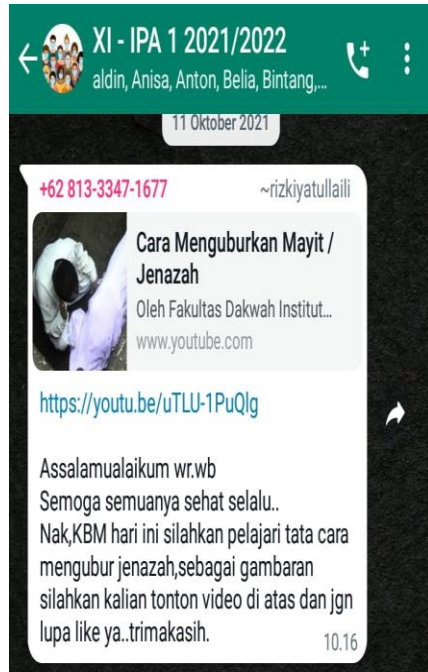 XI - IPA 1 2021/2022
aldin, Anisa, Anton, Belia, Bintang,...
11 Oktober 2021
+62 813-3347-1677 ~rizkiyatullaili
Cara Menguburkan Mayit /
Jenazah
Oleh Fakultas Dakwah Institut...
www.youtube.com
https://youtu.be/uTLU-1PuQlg
Assalamualaikum wr.wb
Semoga semuanya sehat selalu..
Nak,KBM hari ini silahkan pelajari tata cara
mengubur jenazah,sebagai gambaran
silahkan kalian tonton video di atas dan jgn
lupa like ya..trimakasih.
10.16